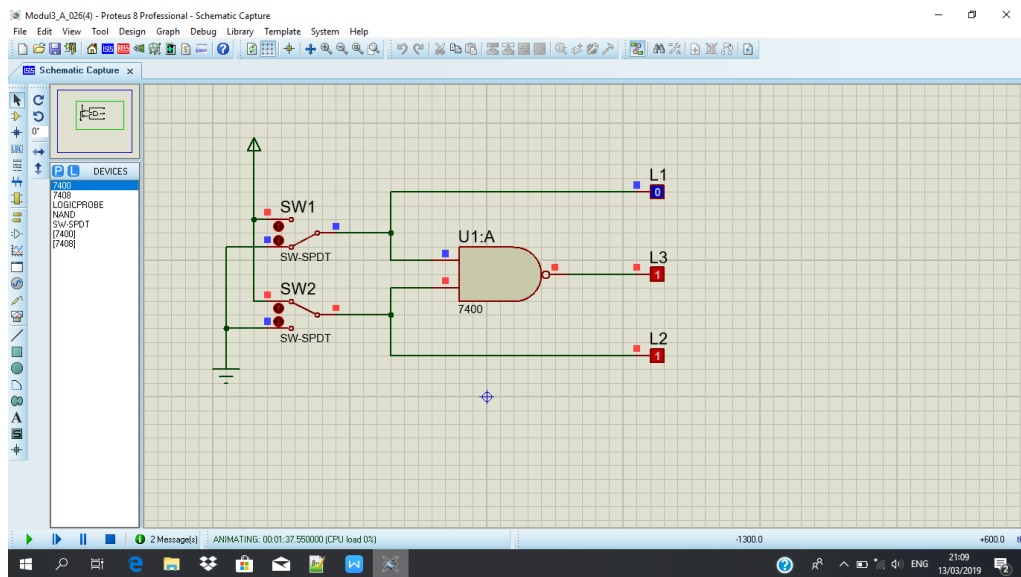 Modul3_A_026(4) - Proteus 8 Professional - Schematic Capture
File Edit View Tool Design Graph Debug Library Template System Help
Schematic Capture
0°
P L DEVICES
7400
7408
LOGICPROBE
NAND
SW-SPDT
[7400]
[7408]
L1
0
SW1
SW-SPDT
U1:A
7400
L3
1
SW2
SW-SPDT
L2
1
2 Message(s)
ANIMATING: 00:01:37.550000 (CPU load 0%)
-1300.0
+600.0
ENG
21:09
13/03/2019
2